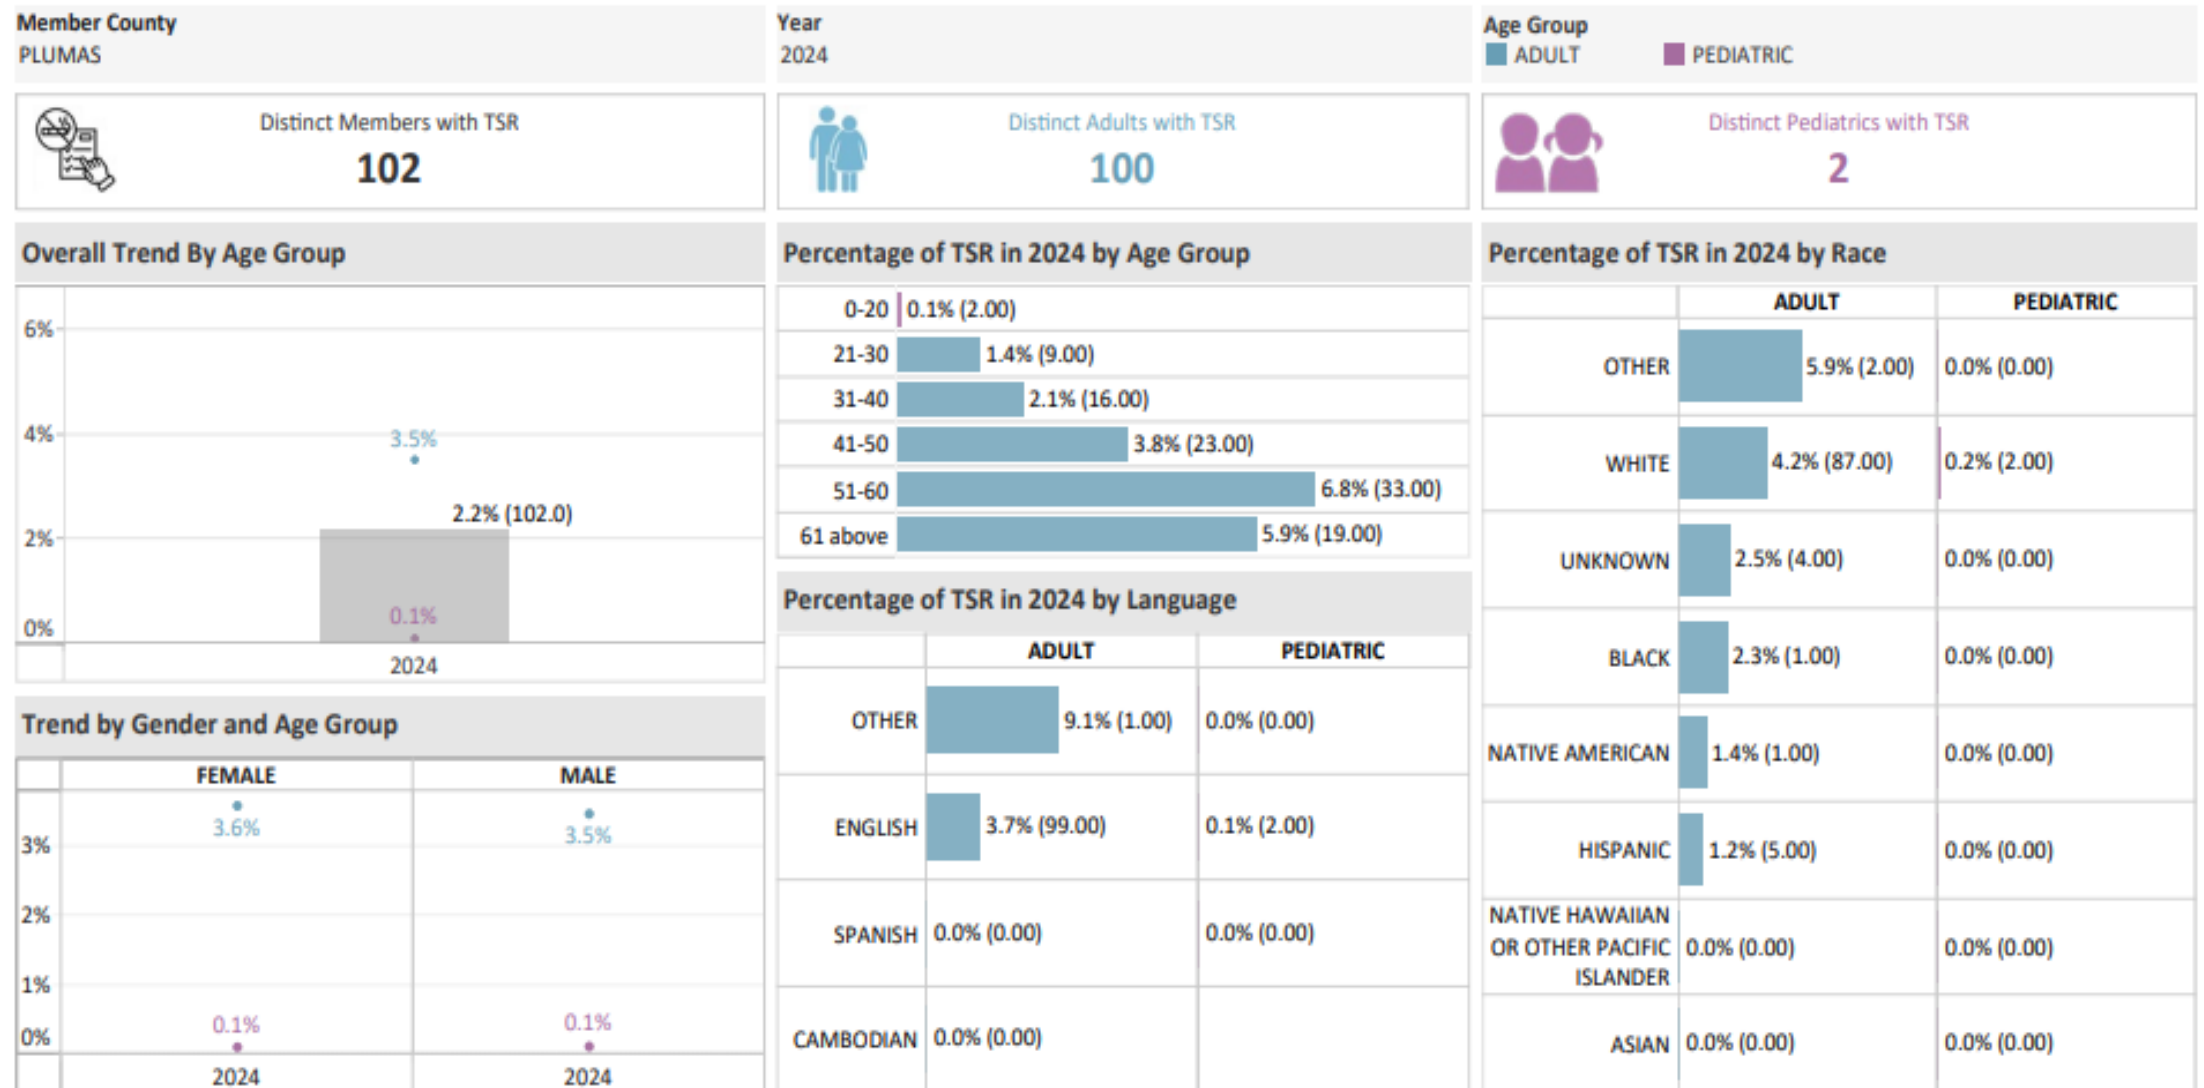 Member County
PLUMAS
Year
2024
Age Group
ADULT PEDIATRIC
Distinct Members with TSR
102
Distinct Adults with TSR
100
Distinct Pediatrics with TSR
2
Overall Trend By Age Group
6%
4%
3.5%
2.2% (102.0)
2%
0.1%
0%
2024
Trend by Gender and Age Group
FEMALE MALE
3.6% 3.5%
3%
2%
1%
0.1% 0.1%
0%
2024 2024
Percentage of TSR in 2024 by Age Group
0-20 0.1% (2.00)
21-30 1.4% (9.00)
31-40 2.1% (16.00)
41-50 3.8% (23.00)
51-60 6.8% (33.00)
61 above 5.9% (19.00)
Percentage of TSR in 2024 by Language
ADULT PEDIATRIC
OTHER 9.1% (1.00) 0.0% (0.00)
ENGLISH 3.7% (99.00) 0.1% (2.00)
SPANISH 0.0% (0.00) 0.0% (0.00)
CAMBODIAN 0.0% (0.00)
Percentage of TSR in 2024 by Race
ADULT PEDIATRIC
OTHER 5.9% (2.00) 0.0% (0.00)
WHITE 4.2% (87.00) 0.2% (2.00)
UNKNOWN 2.5% (4.00) 0.0% (0.00)
BLACK 2.3% (1.00) 0.0% (0.00)
NATIVE AMERICAN 1.4% (1.00) 0.0% (0.00)
HISPANIC 1.2% (5.00) 0.0% (0.00)
NATIVE HAWAIIAN
OR OTHER PACIFIC 0.0% (0.00) 0.0% (0.00)
ISLANDER
ASIAN 0.0% (0.00) 0.0% (0.00)